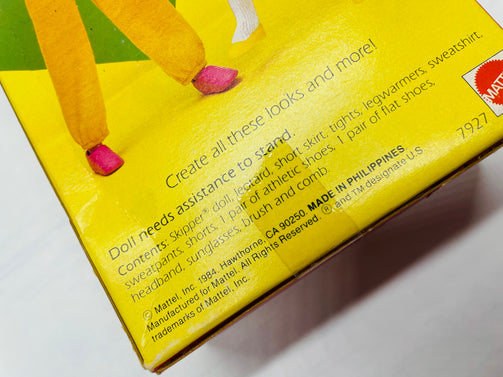 Create all these looks and more!
Doll needs assistance to stand.
Contents: Skipper® doll, leotard, short skirt, tights, legwarmers, sweatshirt,
sweatpants, shorts, 1 pair of athletic shoes, 1 pair of flat shoes,
headband, sunglasses, brush and comb.
© Mattel, Inc. 1984. Hawthorne, CA 90250. MADE IN PHILIPPINES.
Manufactured for Mattel. All Rights Reserved. ® and TM designate U.S.
trademarks of Mattel, Inc.
MATTEL
7927